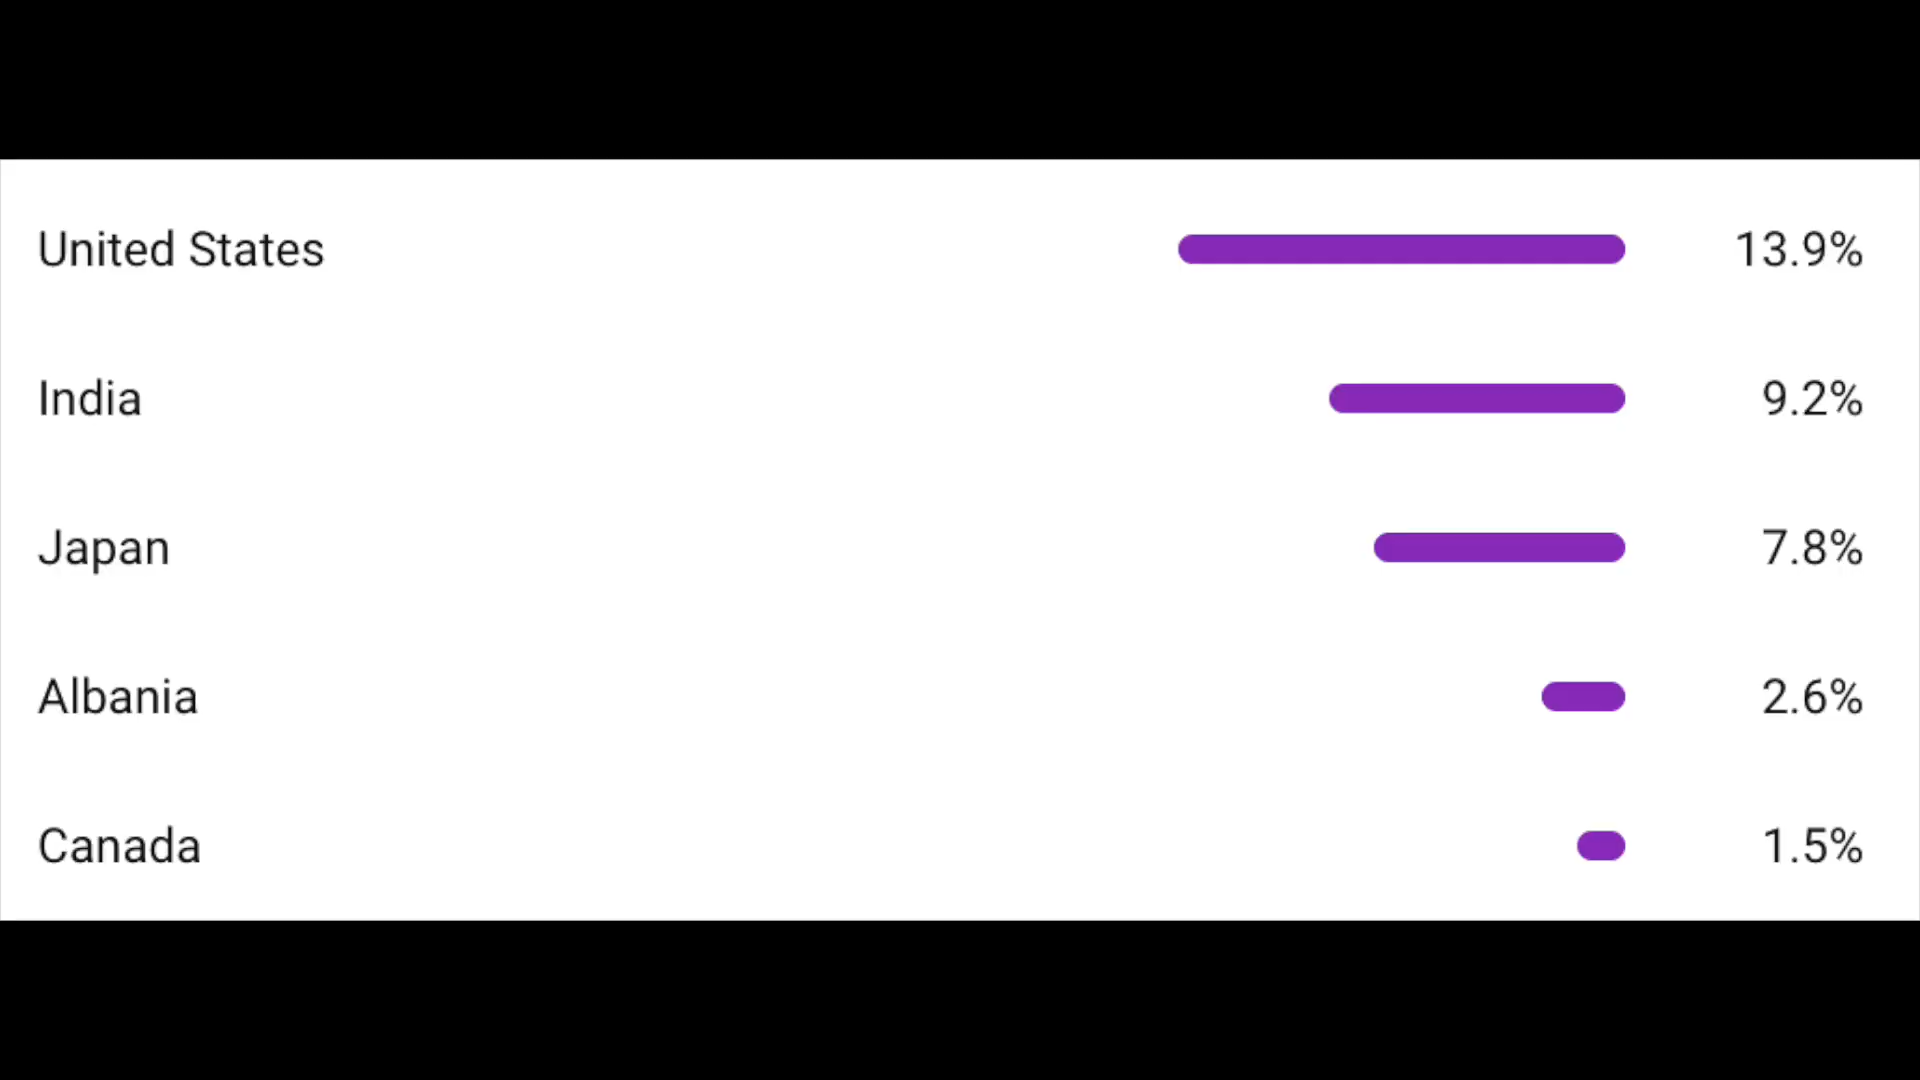 United States 13.9%
India 9.2%
Japan 7.8%
Albania 2.6%
Canada 1.5%